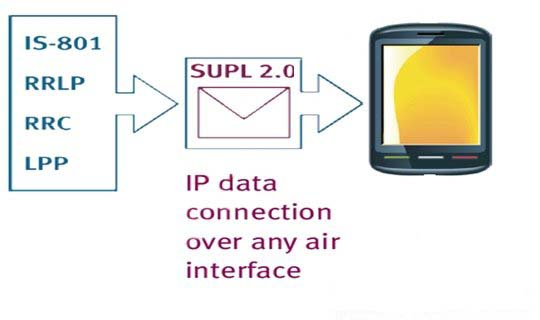 IS-801
RRLP
RRC
LPP
SUPL 2.0
IP data
connection
over any air
interface